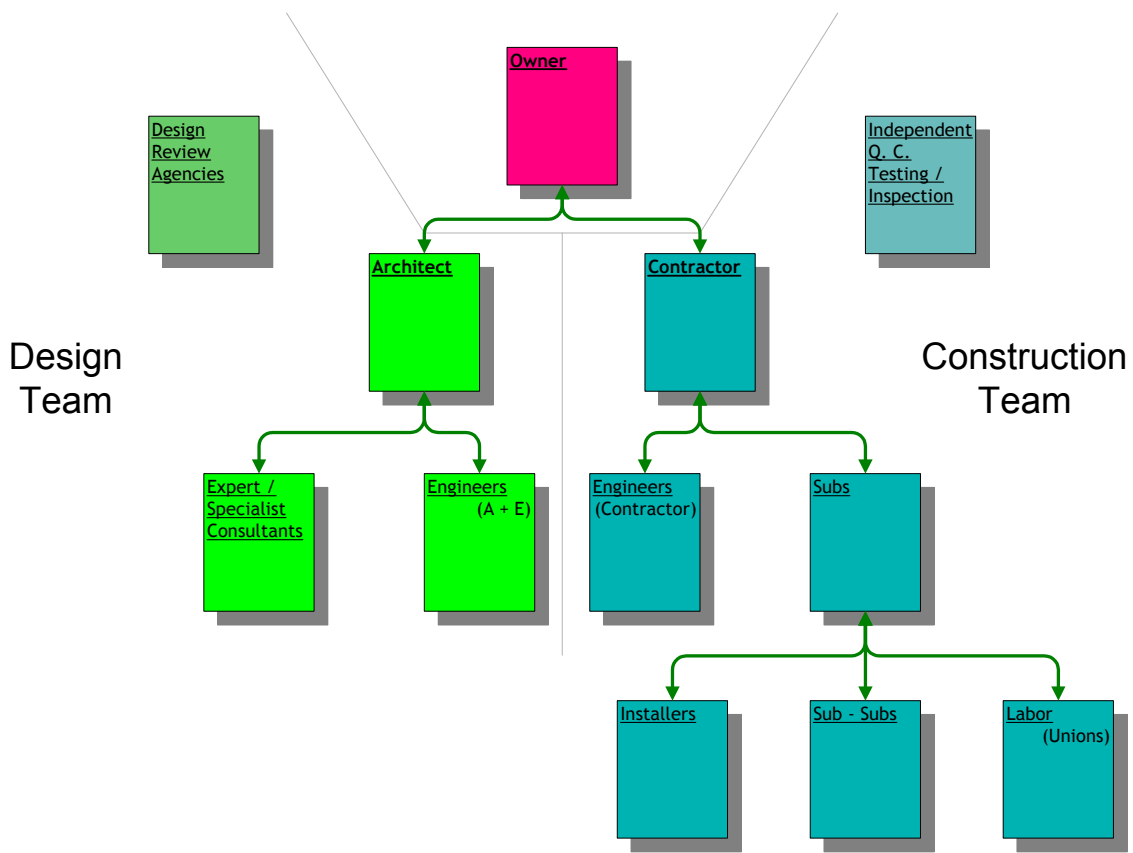 Owner
Design
Review
Agencies
Independent
Q. C.
Testing /
Inspection
Architect
Contractor
Design
Team
Construction
Team
Expert /
Specialist
Consultants
Engineers
(A + E)
Engineers
(Contractor)
Subs
Installers
Sub - Subs
Labor
(Unions)